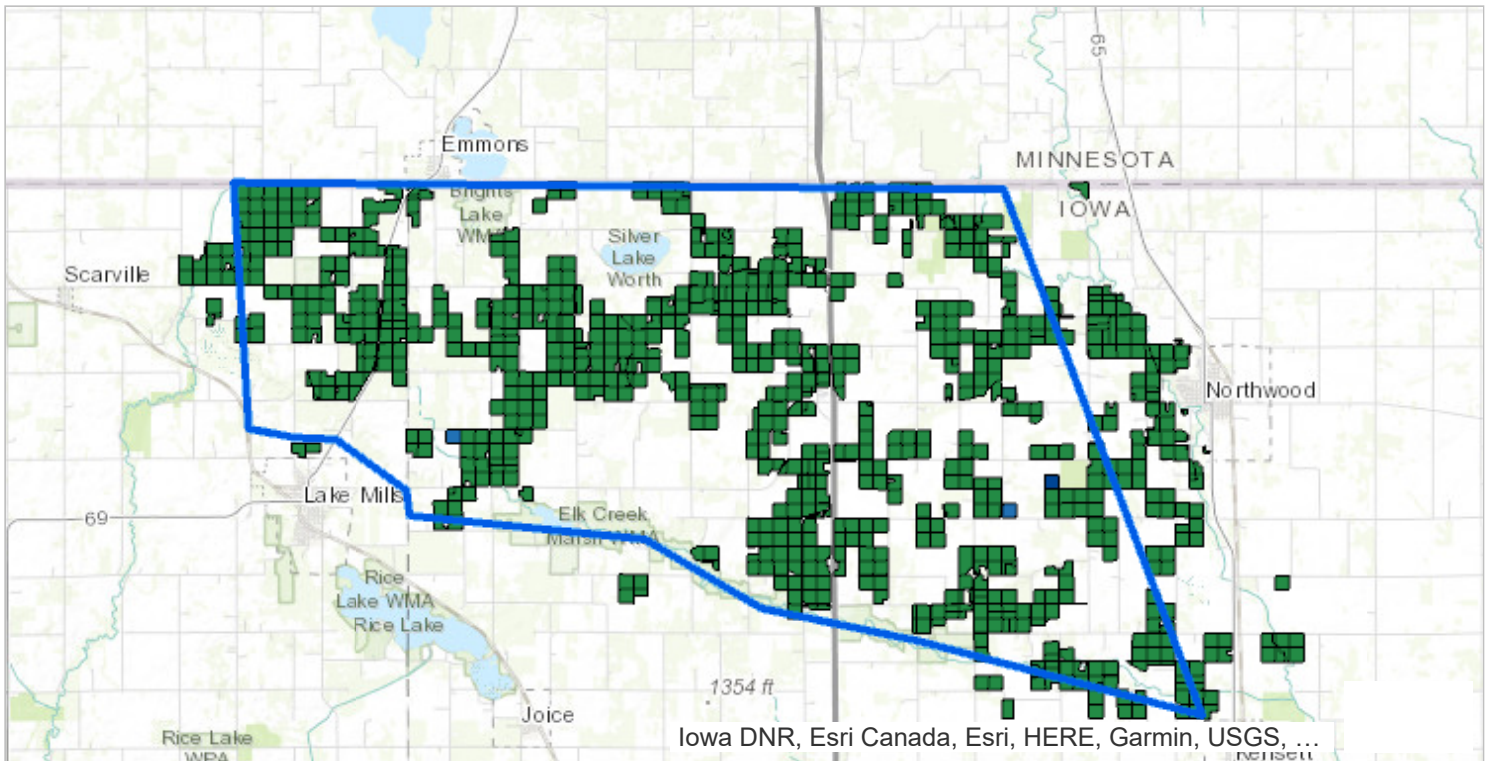 65
Emmons
MINNESOTA
Brights
Lake
WMA
IOWA
Silver
Lake
Worth
Scarville
Northwood
Lake Mills
69
Elk Creek
Marsh WMA
Rice
Lake WMA
Rice Lake
1354 ft
Joice
Iowa DNR, Esri Canada, Esri, HERE, Garmin, USGS, …
Rice Lake
WPA
Kensett